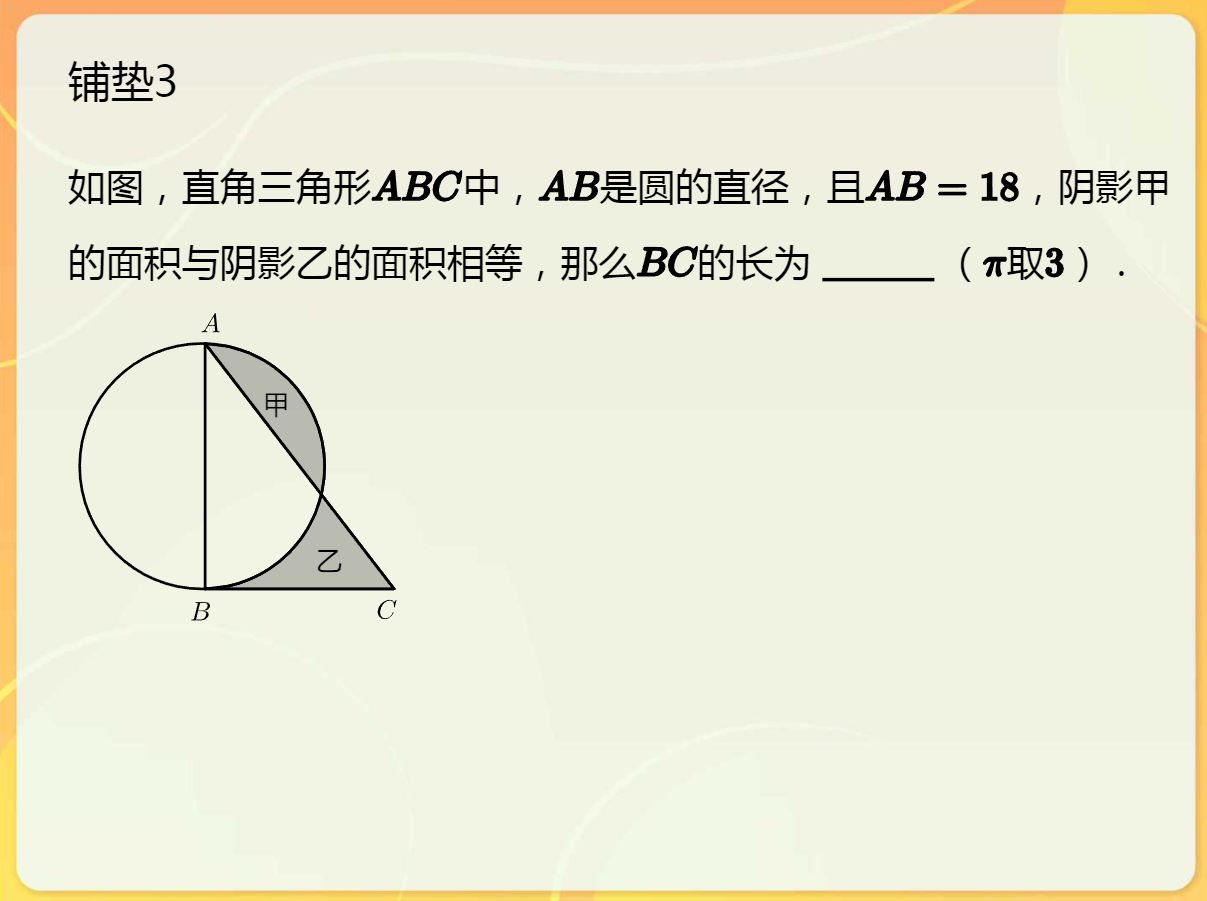 铺垫3
如图，直角三角形ABC中，AB是圆的直径，且AB = 18，阴影甲
的面积与阴影乙的面积相等，那么BC的长为 ______ （π取3）．
A
甲
乙
B
C